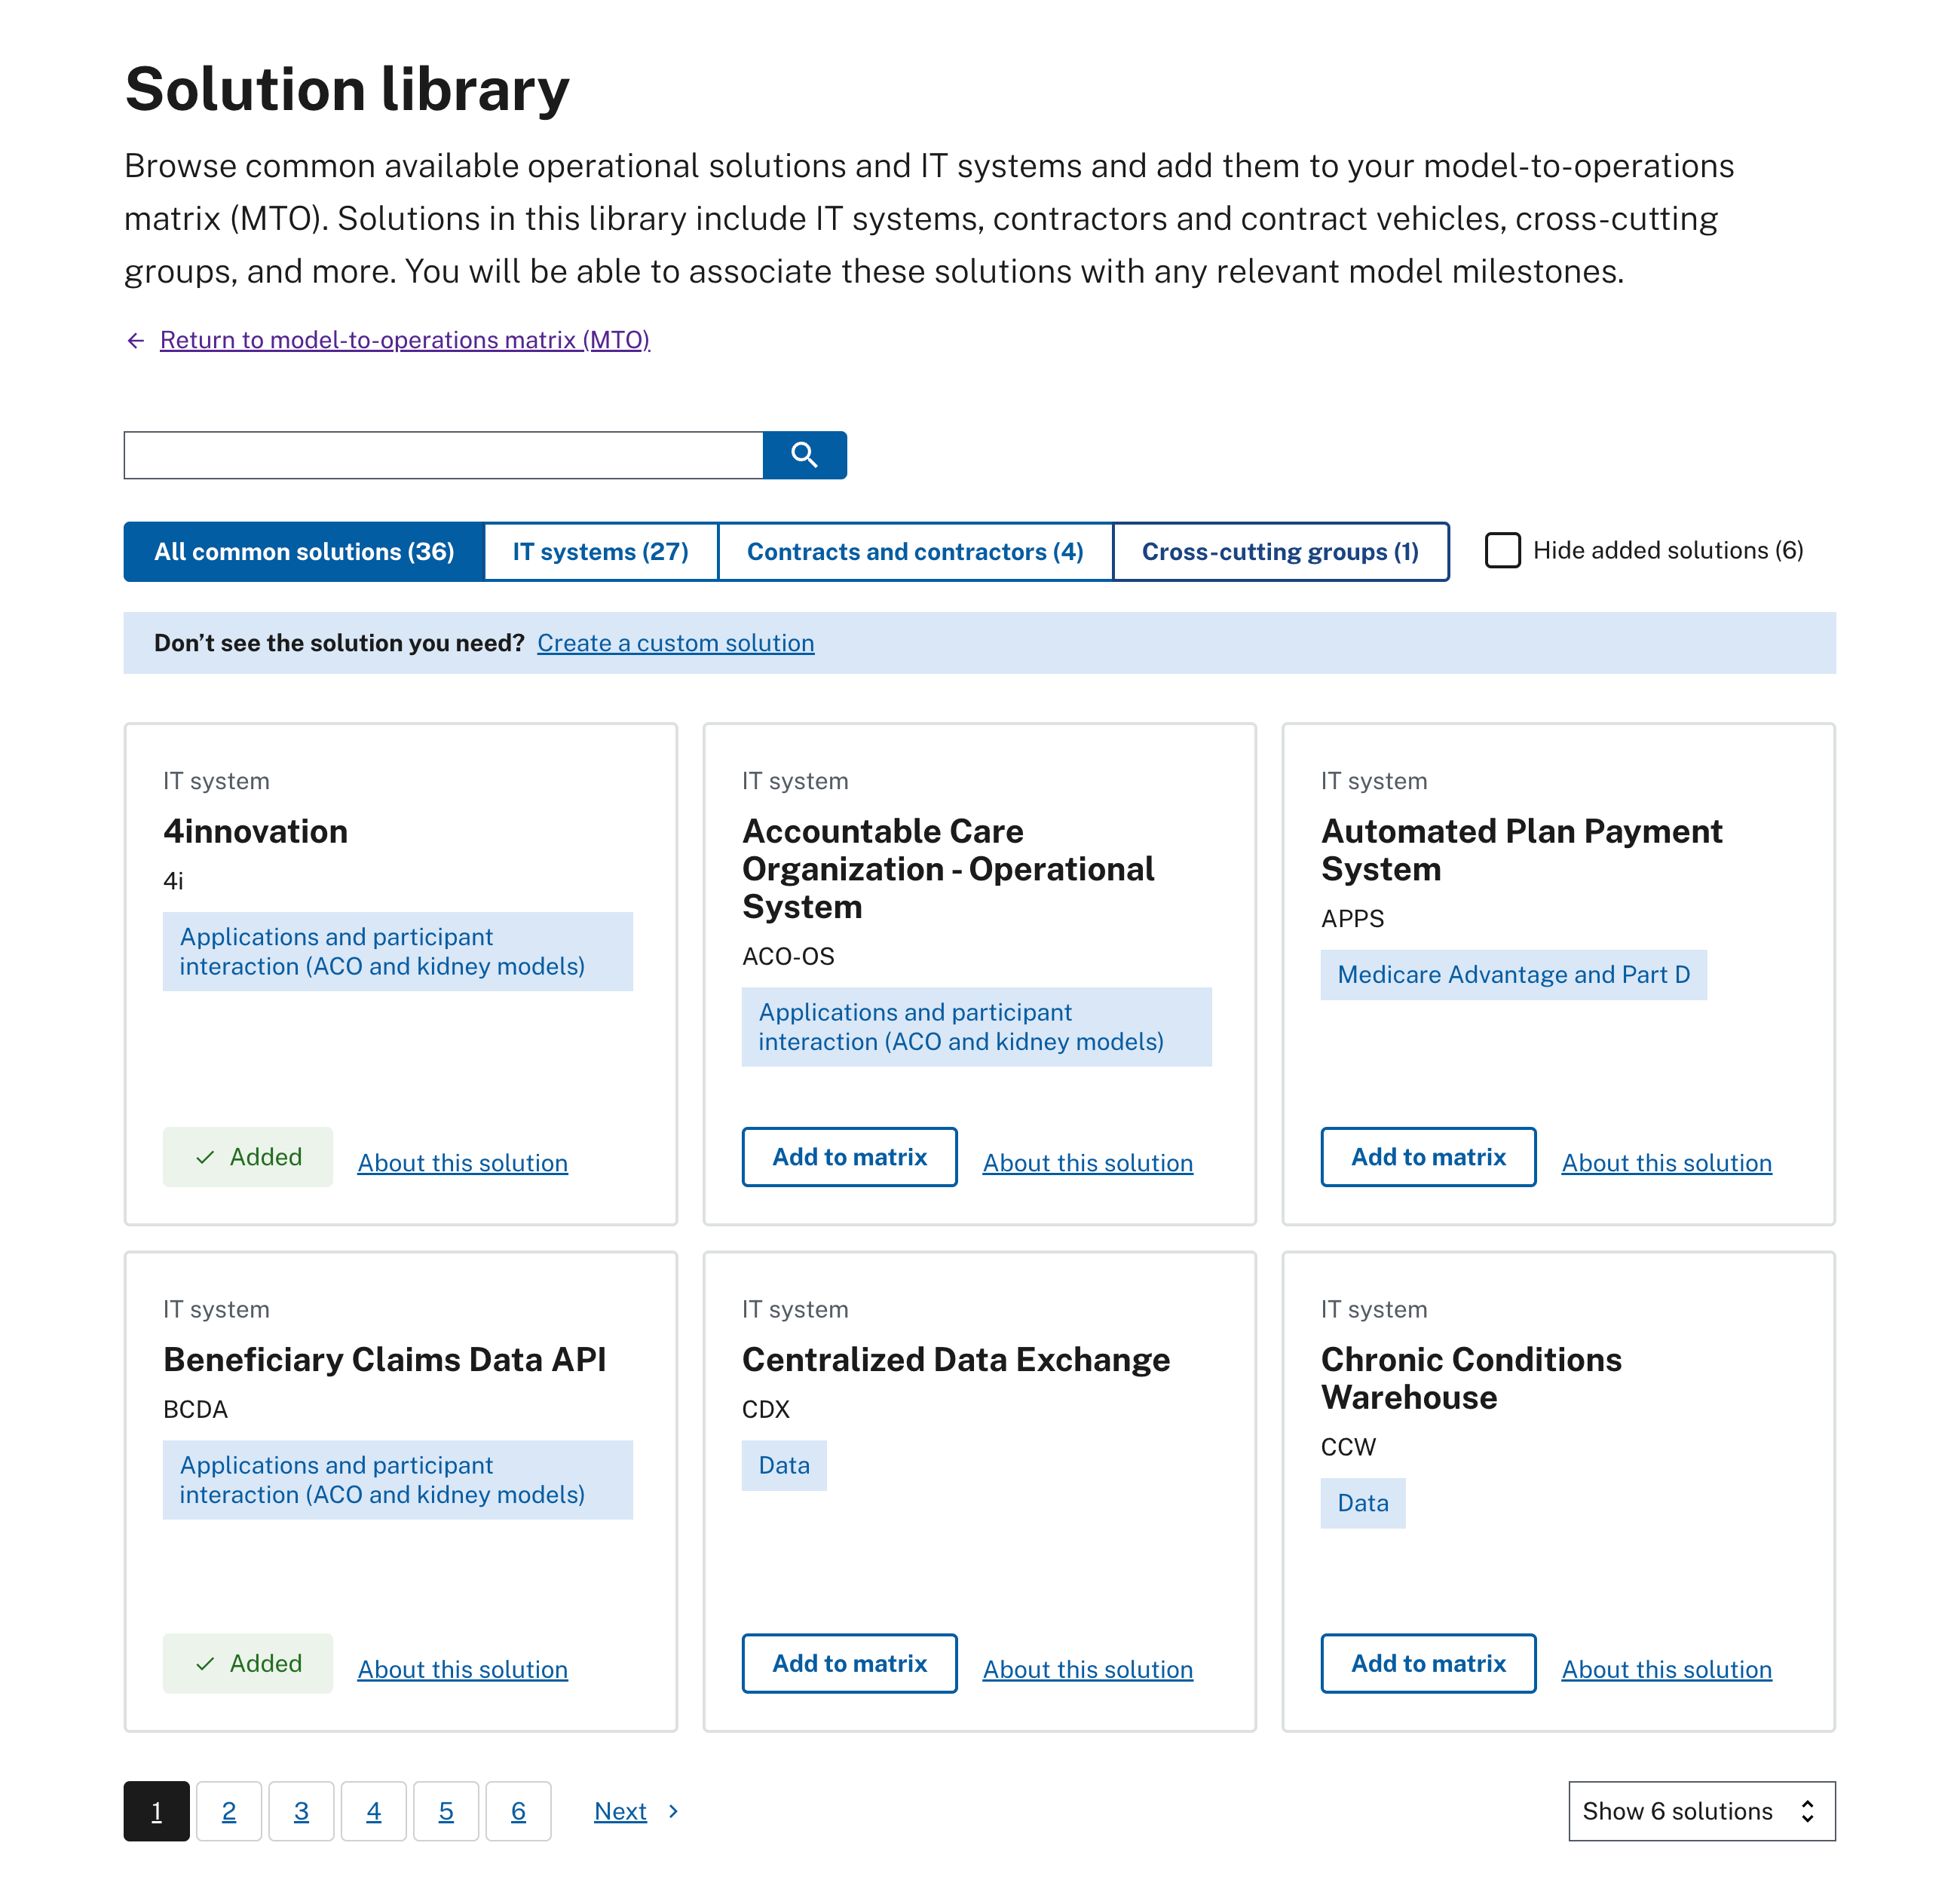 Solution library
Browse common available operational solutions and IT systems and add them to your model-to-operations
matrix (MTO). Solutions in this library include IT systems, contractors and contract vehicles, cross-cutting
groups, and more. You will be able to associate these solutions with any relevant model milestones.
Return to model-to-operations matrix (MTO)
All common solutions (36)
IT systems (27)
Contracts and contractors (4)
Cross-cutting groups (1)
Hide added solutions (6)
Don’t see the solution you need? Create a custom solution
IT system
4innovation
4i
Applications and participant
interaction (ACO and kidney models)
Added
About this solution
IT system
Accountable Care
Organization - Operational
System
ACO-OS
Applications and participant
interaction (ACO and kidney models)
Add to matrix
About this solution
IT system
Automated Plan Payment
System
APPS
Medicare Advantage and Part D
Add to matrix
About this solution
IT system
Beneficiary Claims Data API
BCDA
Applications and participant
interaction (ACO and kidney models)
Added
About this solution
IT system
Centralized Data Exchange
CDX
Data
Add to matrix
About this solution
IT system
Chronic Conditions
Warehouse
CCW
Data
Add to matrix
About this solution
1 2 3 4 5 6 Next
Show 6 solutions